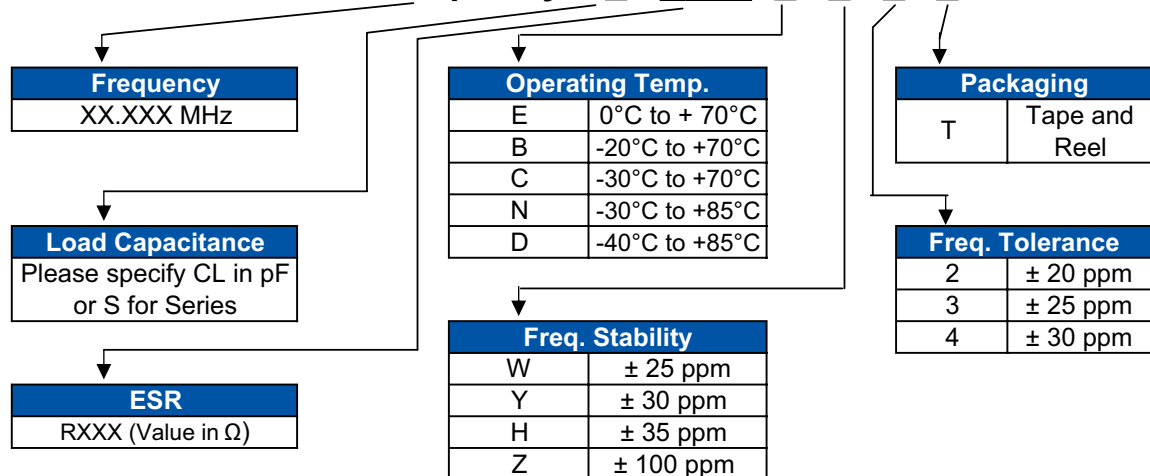 Frequency
XX.XXX MHz
Load Capacitance
Please specify CL in pF
or S for Series
ESR
RXXX (Value in Ω)
Operating Temp.
E 0°C to + 70°C
B -20°C to +70°C
C -30°C to +70°C
N -30°C to +85°C
D -40°C to +85°C
Freq. Stability
W ± 25 ppm
Y ± 30 ppm
H ± 35 ppm
Z ± 100 ppm
Packaging
T Tape and
Reel
Freq. Tolerance
2 ± 20 ppm
3 ± 25 ppm
4 ± 30 ppm